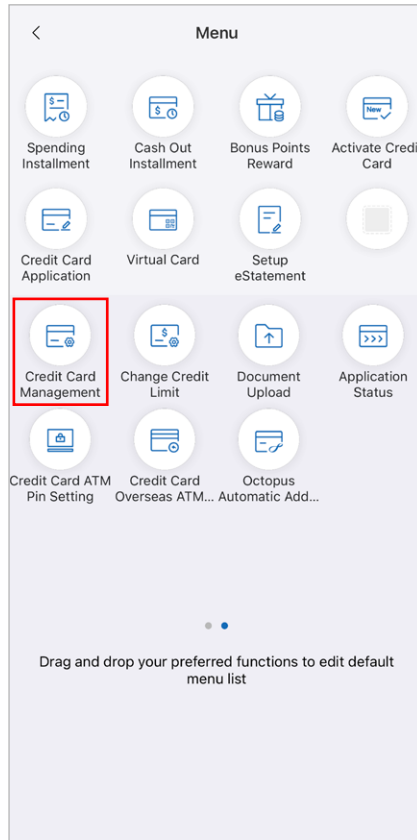 Menu
Spending
Installment
Cash Out
Installment
Bonus Points
Reward
Activate Credi
Card
Credit Card
Application
Virtual Card
Setup
eStatement
Credit Card
Management
Change Credit
Limit
Document
Upload
Application
Status
Credit Card ATM
Pin Setting
Credit Card
Overseas ATM...
Octopus
Automatic Add...
Drag and drop your preferred functions to edit default
menu list